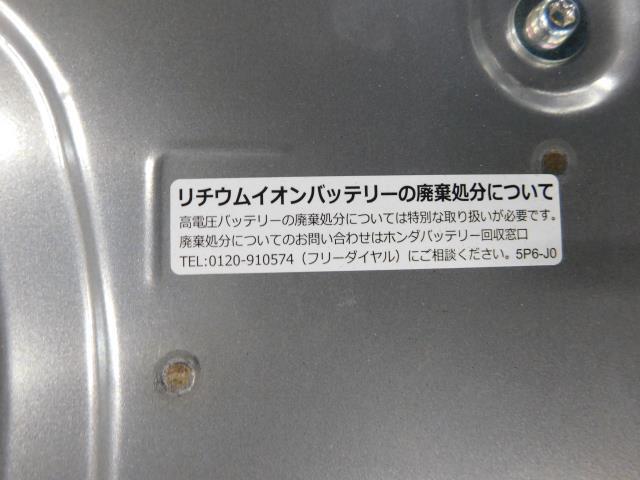 リチウムイオンバッテリーの廃棄処分について
高電圧バッテリーの廃棄処分については特別な取り扱いが必要です。
廃棄処分についてのお問い合わせはホンダバッテリー回収窓口
TEL:0120-910574（フリーダイヤル）にご相談ください。5P6-J0